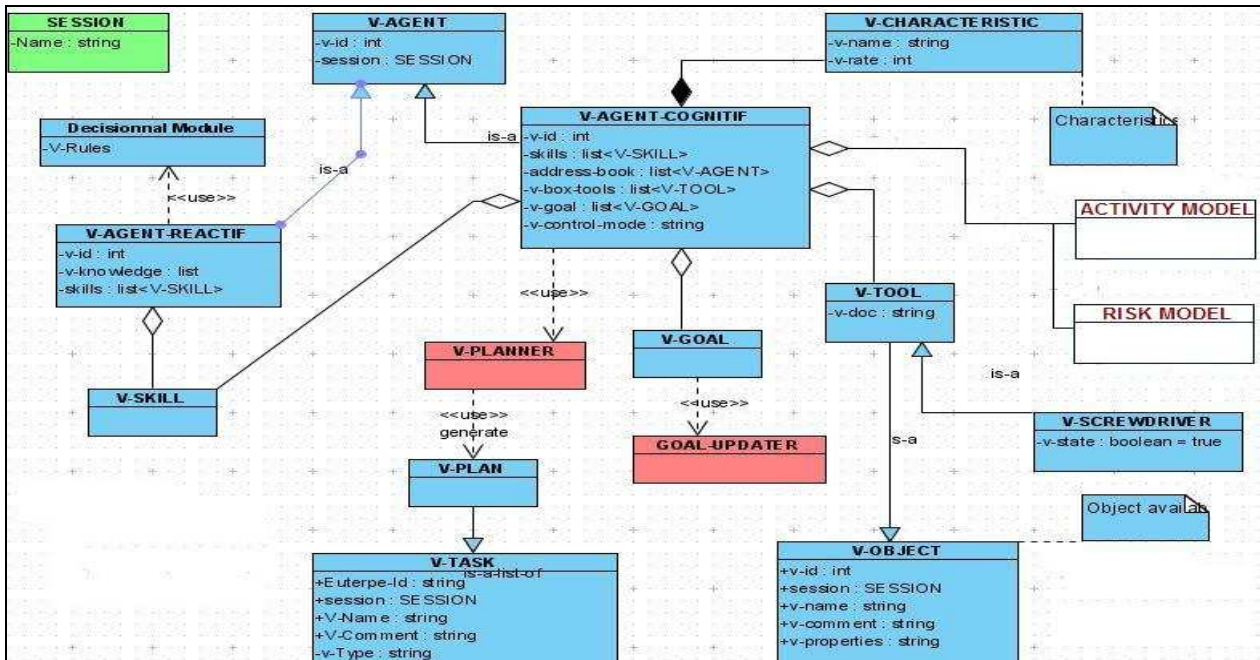 SESSION
-Name : string
V-AGENT
-v-id : int
-session : SESSION
V-CHARACTERISTIC
-v-name : string
-v-rate : int
Characteristics
Decisionnal Module
-V-Rules
is-a
is-a
<<use>>
V-AGENT-COGNITIF
-v-id : int
-skills : list<V-SKILL>
-address-book : list<V-AGENT>
-v-box-tools : list<V-TOOL>
-v-goal : list<V-GOAL>
-v-control-mode : string
V-AGENT-REACTIF
-v-id : int
-v-knowledge : list
-skills : list<V-SKILL>
ACTIVITY MODEL
RISK MODEL
<<use>>
V-TOOL
-v-doc : string
V-PLANNER
V-GOAL
is-a
V-SKILL
<<use>>
generate
<<use>>
V-SCREWDRIVER
-v-state : boolean = true
GOAL-UPDATER
s-a
V-PLAN
Object availab
V-TASK
is-a-list-of
+Euterpe-Id : string
+session : SESSION
+V-Name : string
+V-Comment : string
-v-Type : string
V-OBJECT
+v-id : int
+session : SESSION
+v-name : string
+v-comment : string
+v-properties : string